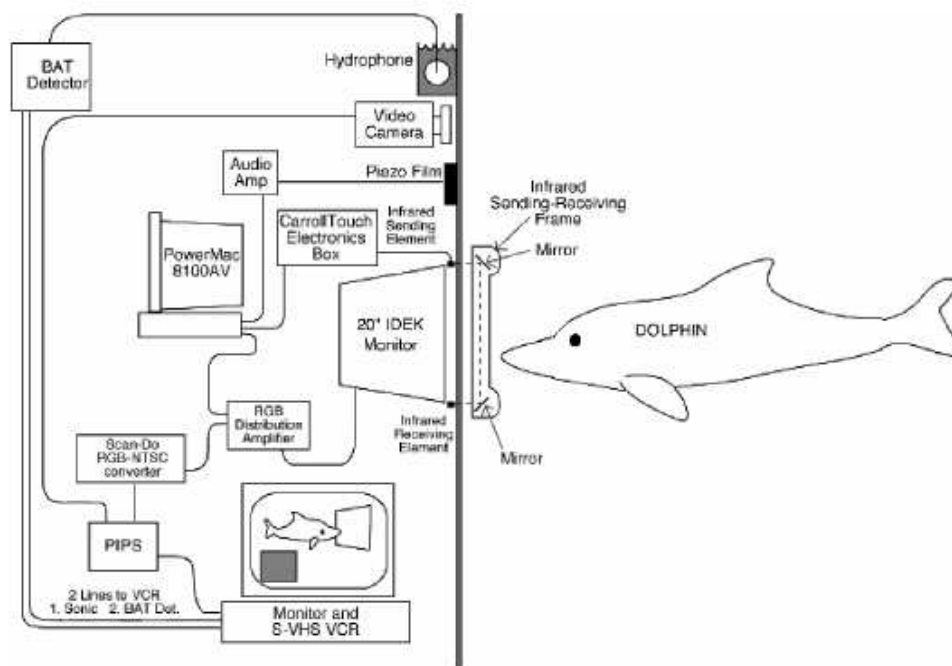 BAT
Detector
Hydrophone
Video
Camera
Audio
Amp
Piezo Film
Infrared
Sending-Receiving
Frame
Mirror
CarrollTouch
Electronics
Box
Infrared
Sending
Element
PowerMac
8100AV
20" IDEK
Monitor
DOLPHIN
RGB
Distribution
Amplifier
Infrared
Receiving
Element
Mirror
Scan-Do
RGB-NTSC
converter
PIPS
2 Lines to VCR
1. Sonic 2. BAT Det.
Monitor and
S-VHS VCR